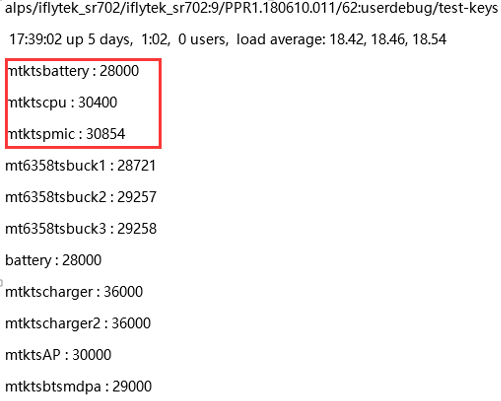 alps/iflytek_sr702/iflytek_sr702:9/PPR1.180610.011/62:userdebug/test-keys
17:39:02 up 5 days,  1:02,  0 users,  load average: 18.42, 18.46, 18.54
mtktsbattery : 28000
mtktscpu : 30400
mtktspmic : 30854
mt6358tsbuck1 : 28721
mt6358tsbuck2 : 29257
mt6358tsbuck3 : 29258
battery : 28000
mtktscharger : 36000
mtktscharger2 : 36000
mtktsAP : 30000
mtktsbtsmdpa : 29000